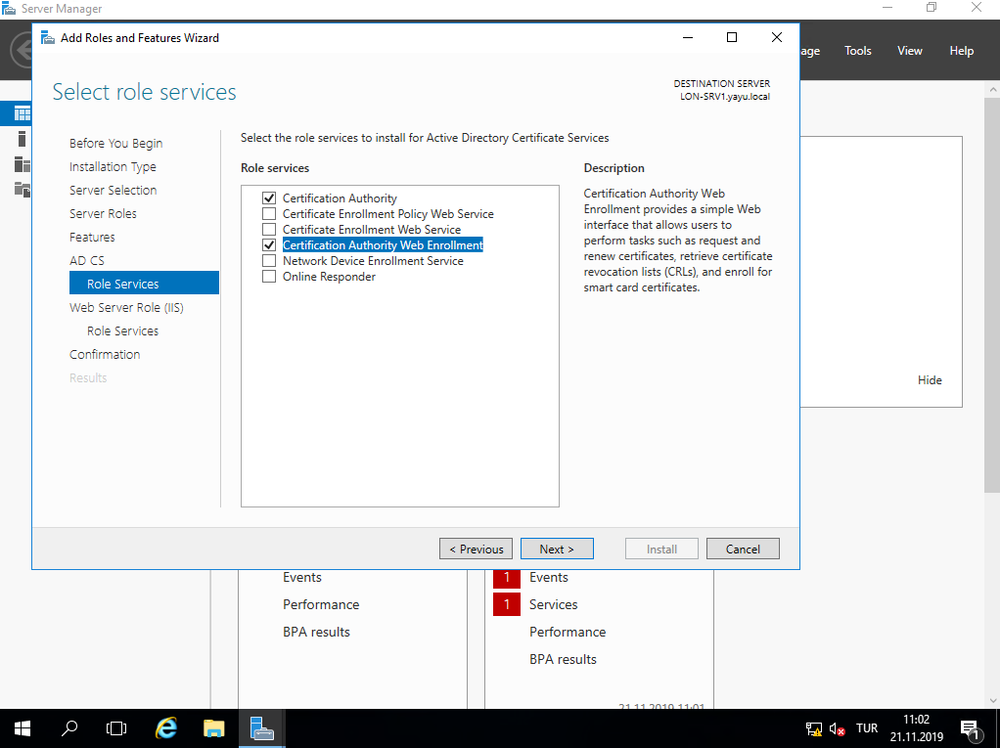 Server Manager
Add Roles and Features Wizard
age Tools View Help
Select role services
DESTINATION SERVER
LON-SRV1.yayu.local
Before You Begin
Installation Type
Server Selection
Server Roles
Features
AD CS
Role Services
Web Server Role (IIS)
Role Services
Confirmation
Results
Select the role services to install for Active Directory Certificate Services
Role services
Certification Authority
Certificate Enrollment Policy Web Service
Certificate Enrollment Web Service
Certification Authority Web Enrollment
Network Device Enrollment Service
Online Responder
Description
Certification Authority Web
Enrollment provides a simple Web
interface that allows users to
perform tasks such as request and
renew certificates, retrieve certificate
revocation lists (CRLs), and enroll for
smart card certificates.
Hide
< Previous Next > Install Cancel
Events
Performance
BPA results
1 Events
1 Services
Performance
BPA results
21.11.2019 11:01
TUR
11:02
21.11.2019
1